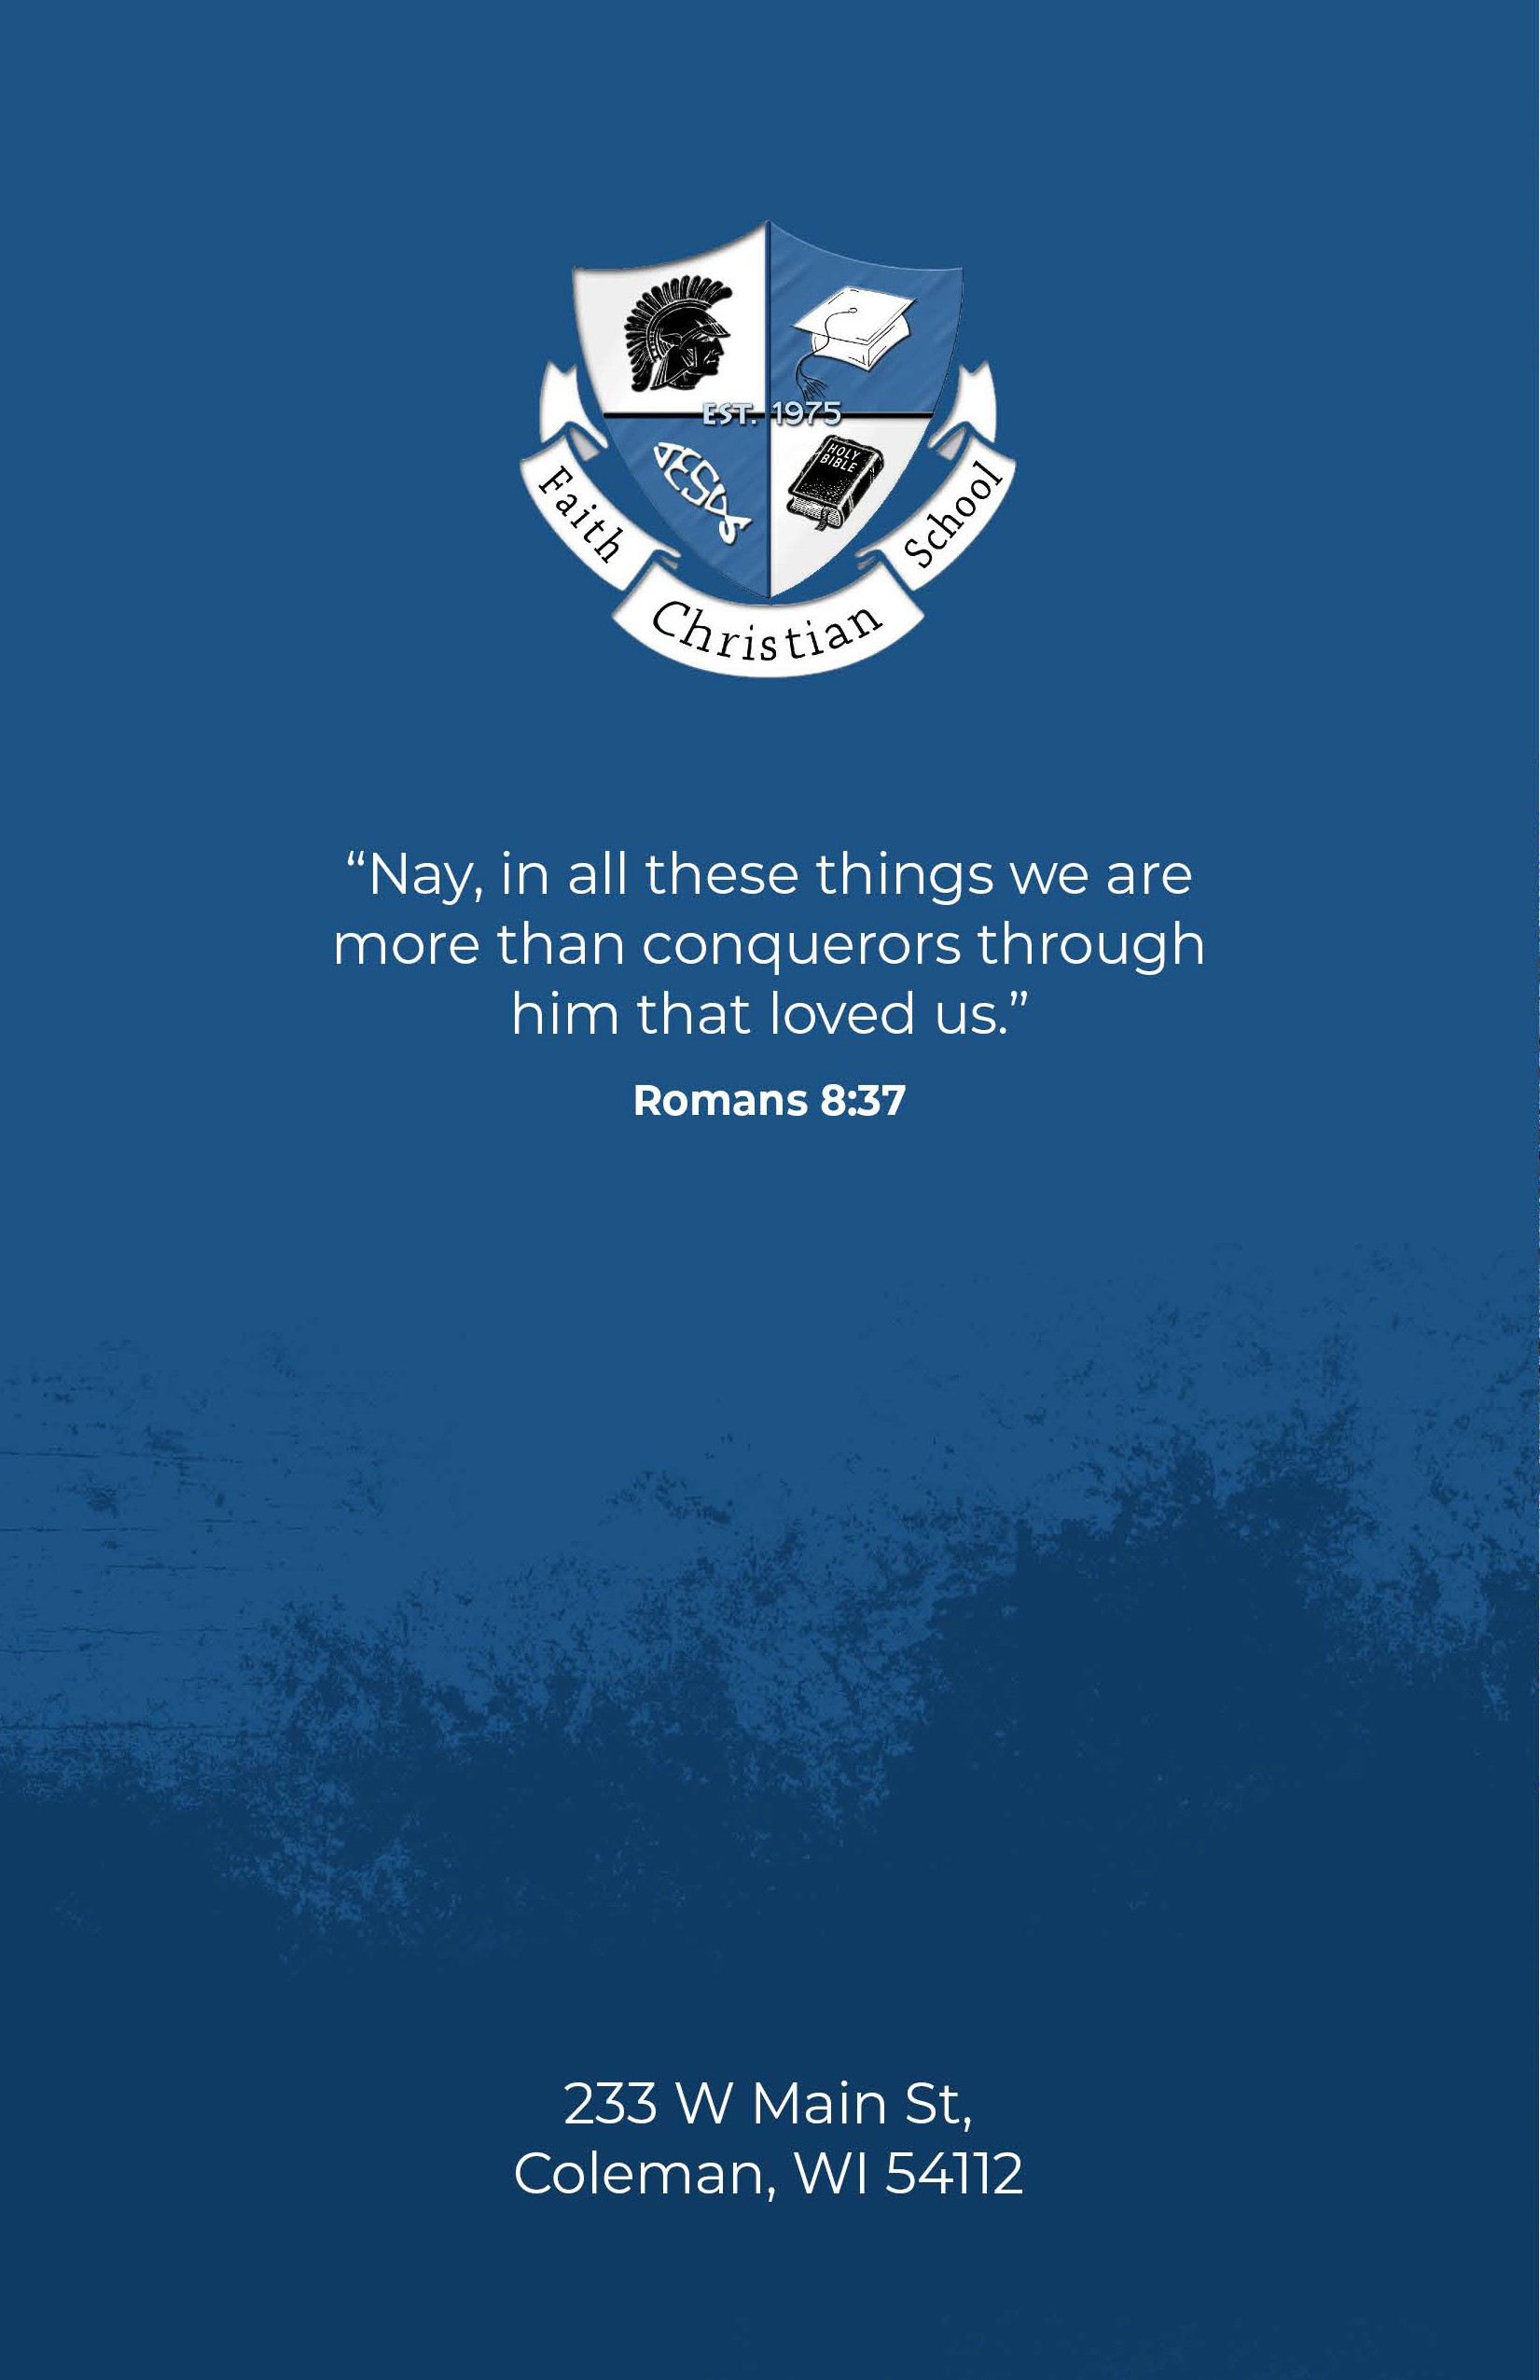 EST. 1975
HOLY
BIBLE
JESUS
Faith
Christian
School
“Nay, in all these things we are
more than conquerors through
him that loved us.”
Romans 8:37
233 W Main St,
Coleman, WI 54112